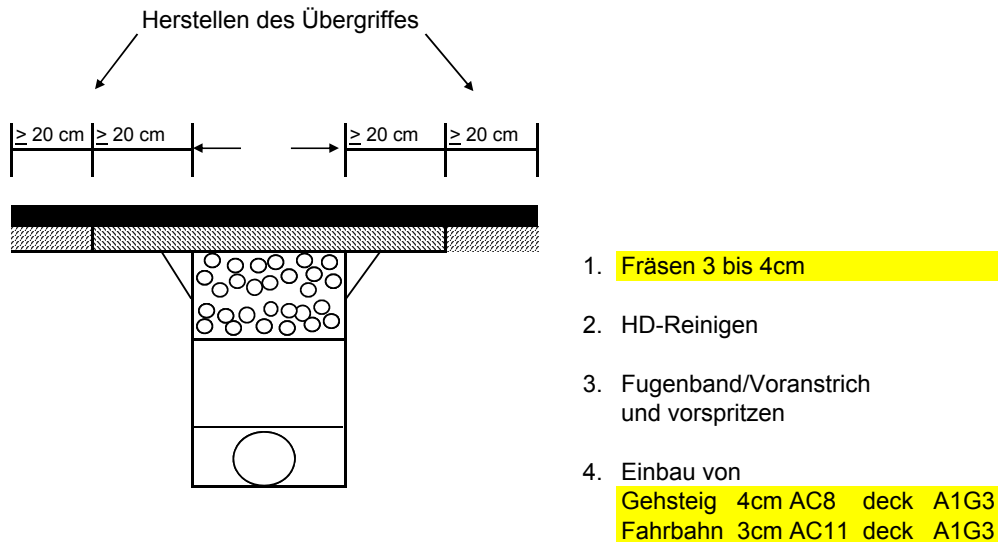 Herstellen des Übergriffes
≥ 20 cm ≥ 20 cm ≥ 20 cm ≥ 20 cm
1. Fräsen 3 bis 4cm
2. HD-Reinigen
3. Fugenband/Voranstrich
und vorspritzen
4. Einbau von
Gehsteig 4cm AC8 deck A1G3
Fahrbahn 3cm AC11 deck A1G3